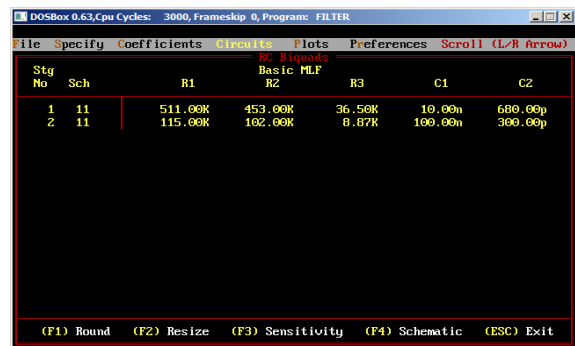 DOSBox 0.63, Cpu Cycles: 3000, Frameskip 0, Program: FILTER
File Specify Coefficients Circuits Plots Preferences Scroll (L/R Arrow)
RC Biquads
Stg Basic MLF
No Sch R1 R2 R3 C1 C2
1 11 511.00K 453.00K 36.50K 10.00n 680.00p
2 11 115.00K 102.00K 8.87K 100.00n 300.00p
(F1) Round (F2) Resize (F3) Sensitivity (F4) Schematic (ESC) Exit